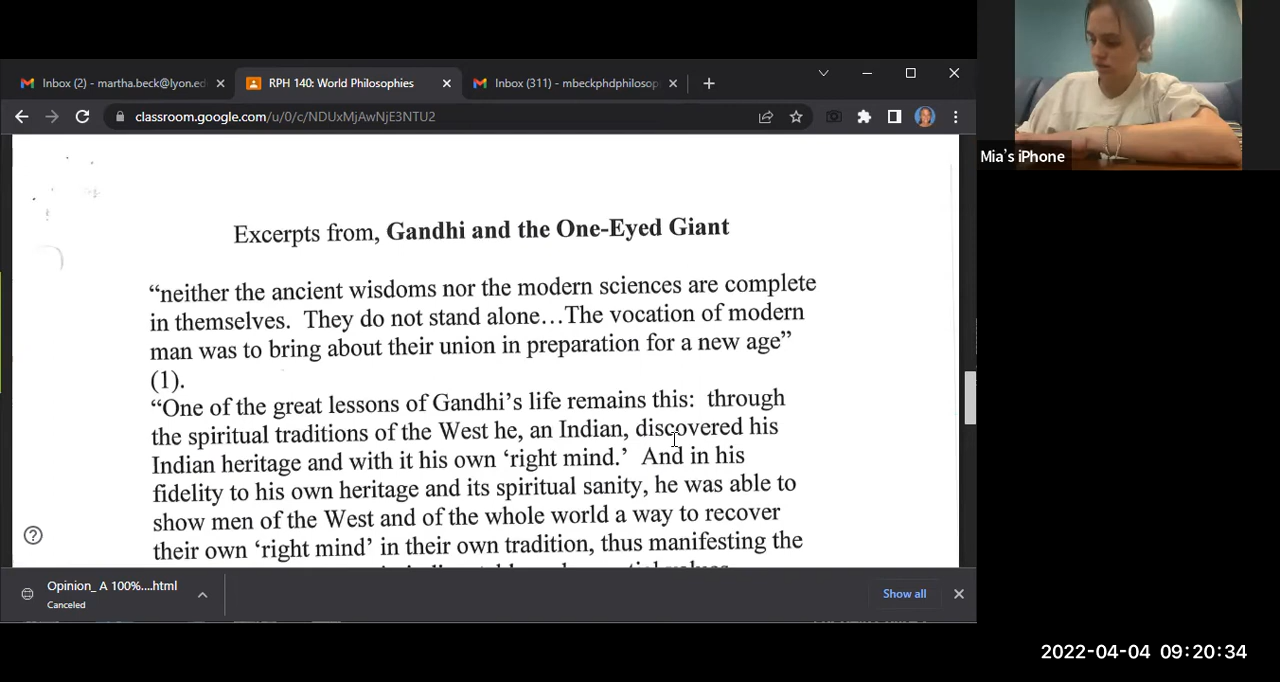 Inbox (2) - martha.beck@lyon.ed
RPH 140: World Philosophies
Inbox (311) - mbeckphdphilosop
classroom.google.com/u/0/c/NDUxMjAwNjE3NTU2
Mia's iPhone
Excerpts from, Gandhi and the One-Eyed Giant
“neither the ancient wisdoms nor the modern sciences are complete
in themselves. They do not stand alone…The vocation of modern
man was to bring about their union in preparation for a new age”
(1).
“One of the great lessons of Gandhi’s life remains this: through
the spiritual traditions of the West he, an Indian, discovered his
Indian heritage and with it his own ‘right mind.’ And in his
fidelity to his own heritage and its spiritual sanity, he was able to
show men of the West and of the whole world a way to recover
their own ‘right mind’ in their own tradition, thus manifesting the
values
Opinion_ A 100%....html
Canceled
Show all
2022-04-04 09:20:34